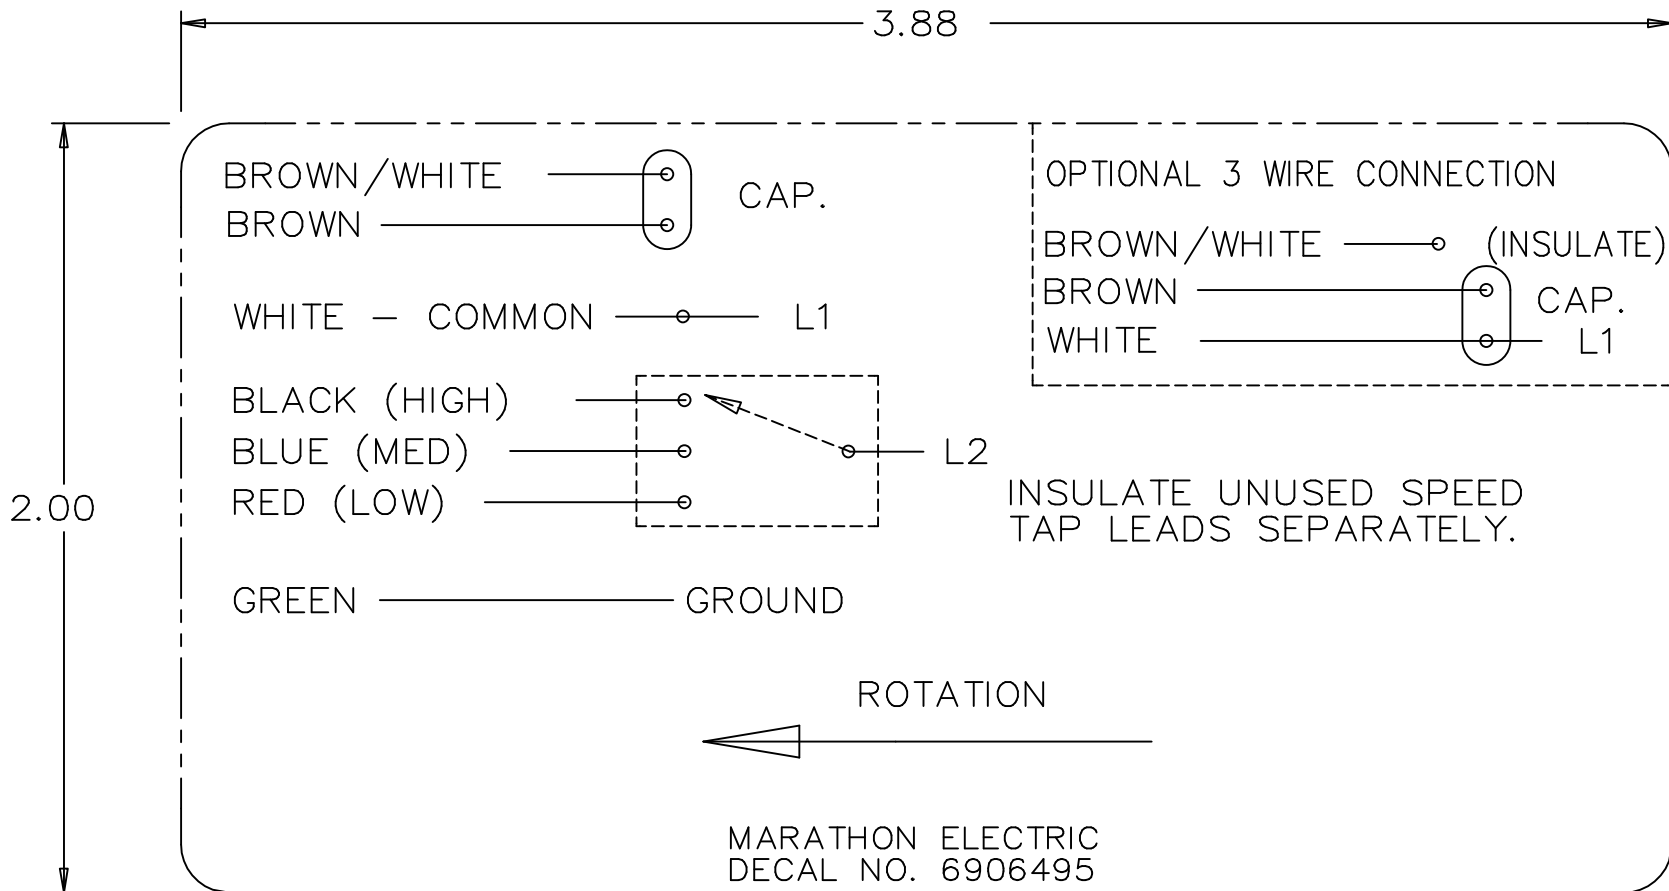 3.88
BROWN/WHITE
BROWN
CAP.
WHITE - COMMON L1
BLACK (HIGH)
BLUE (MED)
RED (LOW)
L2
2.00
GREEN GROUND
OPTIONAL 3 WIRE CONNECTION
BROWN/WHITE (INSULATE)
BROWN
CAP.
WHITE L1
INSULATE UNUSED SPEED
TAP LEADS SEPARATELY.
ROTATION
MARATHON ELECTRIC
DECAL NO. 6906495